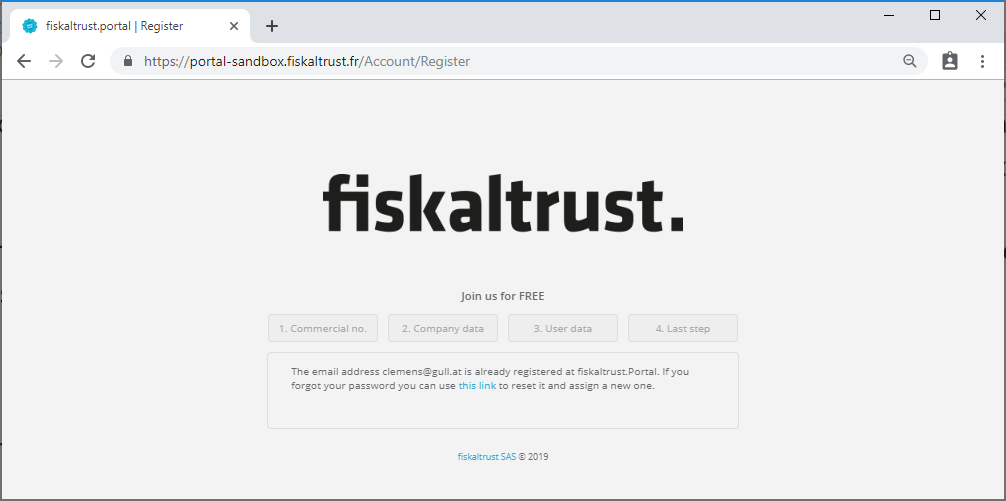 fiskaltrust.portal | Register
https://portal-sandbox.fiskaltrust.fr/Account/Register
fiskaltrust.
Join us for FREE
1. Commercial no. 2. Company data 3. User data 4. Last step
The email address clemens@gull.at is already registered at fiskaltrust.Portal. If you
forgot your password you can use this link to reset it and assign a new one.
fiskaltrust SAS © 2019